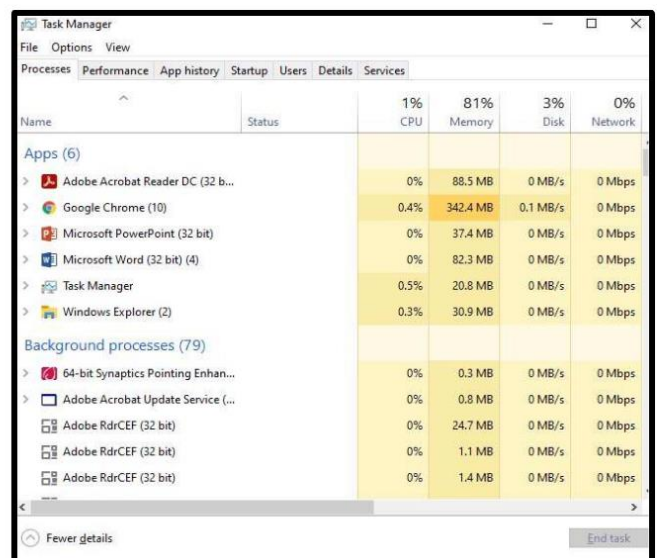 Task Manager
File Options View
Processes Performance App history Startup Users Details Services
1% 81% 3% 0%
Name Status CPU Memory Disk Network
Apps (6)
Adobe Acrobat Reader DC (32 b... 0% 88.5 MB 0 MB/s 0 Mbps
Google Chrome (10) 0.4% 342.4 MB 0.1 MB/s 0 Mbps
Microsoft PowerPoint (32 bit) 0% 37.4 MB 0 MB/s 0 Mbps
Microsoft Word (32 bit) (4) 0% 82.3 MB 0 MB/s 0 Mbps
Task Manager 0.5% 20.8 MB 0 MB/s 0 Mbps
Windows Explorer (2) 0.3% 30.9 MB 0 MB/s 0 Mbps
Background processes (79)
64-bit Synaptics Pointing Enhan... 0% 0.3 MB 0 MB/s 0 Mbps
Adobe Acrobat Update Service (... 0% 0.8 MB 0 MB/s 0 Mbps
Adobe RdrCEF (32 bit) 0% 24.7 MB 0 MB/s 0 Mbps
Adobe RdrCEF (32 bit) 0% 1.1 MB 0 MB/s 0 Mbps
Adobe RdrCEF (32 bit) 0% 1.4 MB 0 MB/s 0 Mbps
Fewer details End task